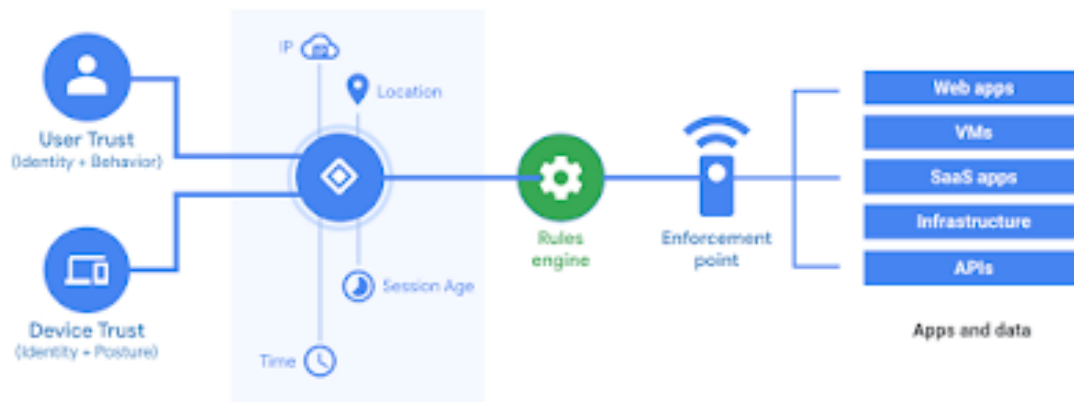 IP
Location
User Trust
(Identity + Behavior)
Device Trust
(Identity + Posture)
Session Age
Time
Rules
engine
Enforcement
point
Web apps
VMs
SaaS apps
Infrastructure
APIs
Apps and data